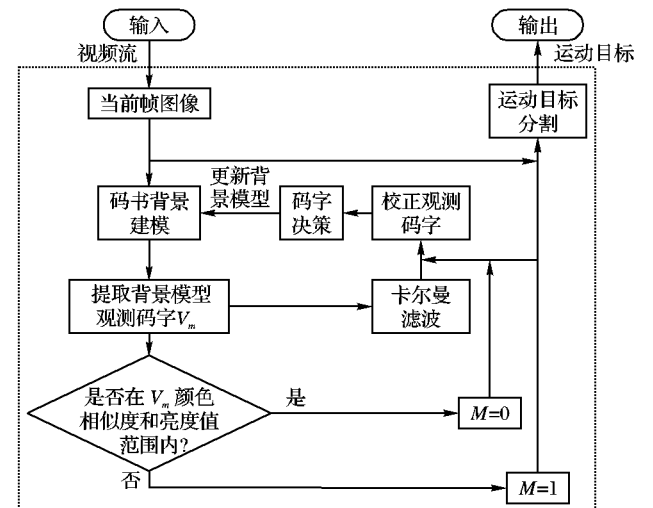 输入
输出
视频流
运动目标
当前帧图像
运动目标
分割
更新背
景模型
码书背景
建模
码字
决策
校正观测
码字
提取背景模型
观测码字Vm
卡尔曼
滤波
是否在 Vm 颜色
相似度和亮度值
范围内?
是
M=0
否
M=1